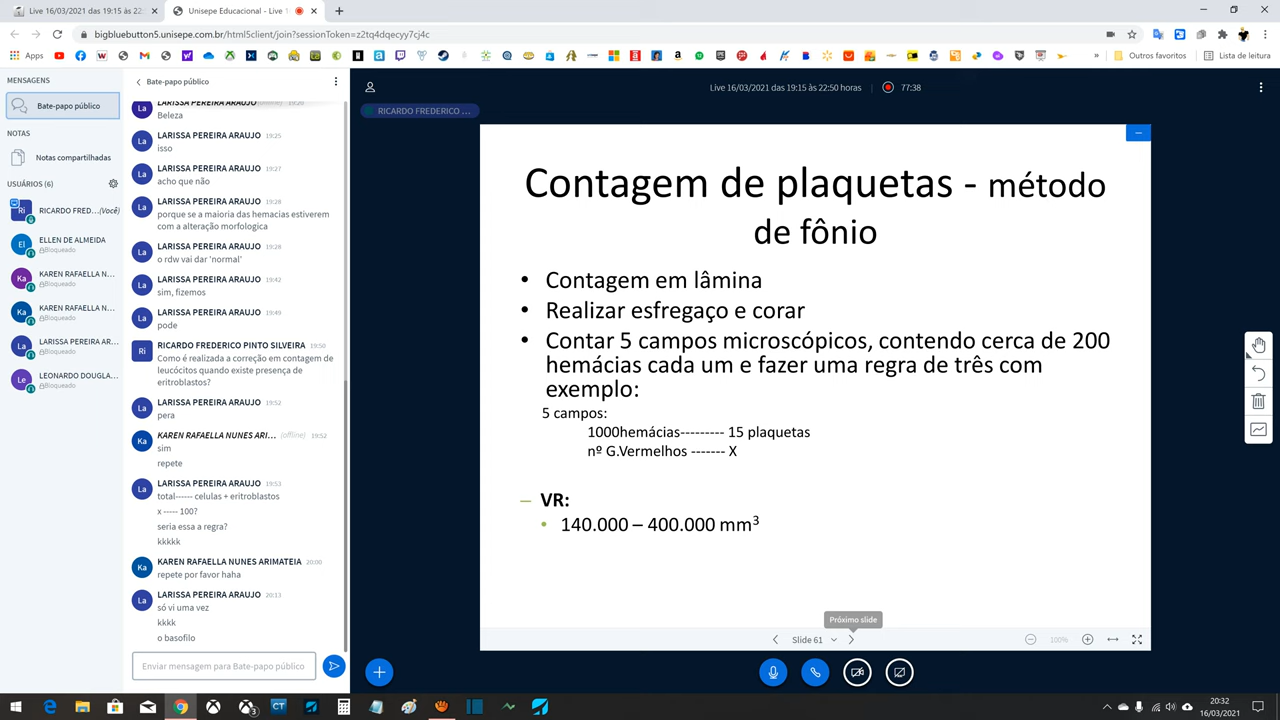 Live 16/03/2021 das 19:15 às 22:
Unisepe Educacional - Live 1
bigbluebutton5.unisepe.com.br/html5client/join?sessionToken=z2tq4dqecyy7cj4c
Apps
Outros favoritos
Lista de leitura
MENSAGENS
Bate-papo público
NOTAS
Notas compartilhadas
USUÁRIOS (6)
RICARDO FRED... (Você)
ELLEN DE ALMEIDA
Bloqueado
KAREN RAFAELLA N...
Bloqueado
KAREN RAFAELLA N...
Bloqueado
LARISSA PEREIRA AR...
Bloqueado
LEONARDO DOUGLA...
Bloqueado
Bate-papo público
LARISSA PEREIRA ARAUJO (offline) 19:20
Beleza
LARISSA PEREIRA ARAUJO 19:25
isso
LARISSA PEREIRA ARAUJO 19:27
acho que não
LARISSA PEREIRA ARAUJO 19:28
porque se a maioria das hemacias estiverem
com a alteração morfologica
LARISSA PEREIRA ARAUJO 19:28
o rdw vai dar 'normal'
LARISSA PEREIRA ARAUJO 19:42
sim, fizemos
LARISSA PEREIRA ARAUJO 19:49
pode
RICARDO FREDERICO PINTO SILVEIRA 19:50
Como é realizada a correção em contagem de
leucócitos quando existe presença de
eritroblastos?
LARISSA PEREIRA ARAUJO 19:52
pera
KAREN RAFAELLA NUNES ARI... (offline) 19:52
sim
repete
LARISSA PEREIRA ARAUJO 19:53
total------ celulas + eritroblastos
x ----- 100?
seria essa a regra?
kkkkk
KAREN RAFAELLA NUNES ARIMATEIA 20:00
repete por favor haha
LARISSA PEREIRA ARAUJO 20:13
só vi uma vez
kkkk
o basofilo
Enviar mensagem para Bate-papo público
Live 16/03/2021 das 19:15 às 22:50 horas
77:38
RICARDO FREDERICO ...
Contagem de plaquetas - método
de fônio
• Contagem em lâmina
• Realizar esfregaço e corar
• Contar 5 campos microscópicos, contendo cerca de 200
hemácias cada um e fazer uma regra de três com
exemplo:
5 campos:
1000hemácias--------- 15 plaquetas
nº G.Vermelhos ------- X
– VR:
• 140.000 – 400.000 mm³
Próximo slide
Slide 61
100%
20:32
16/03/2021